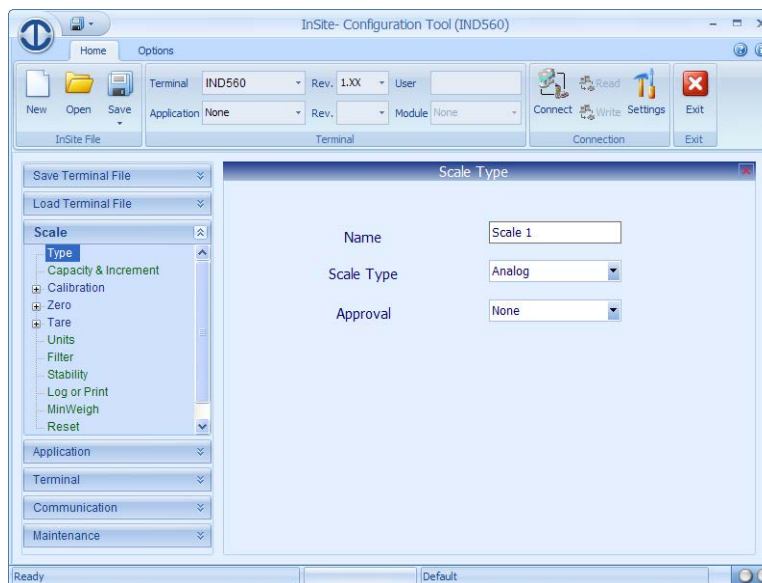 InSite- Configuration Tool (IND560)
Home Options
New Open Save
InSite File
Terminal IND560 Rev. 1.XX User
Application None Rev. Module None
Terminal
Connect Read Write Settings
Connection
Exit
Exit
Save Terminal File
Load Terminal File
Scale
Type
Capacity & Increment
Calibration
Zero
Tare
Units
Filter
Stability
Log or Print
MinWeigh
Reset
Application
Terminal
Communication
Maintenance
Scale Type
Name Scale 1
Scale Type Analog
Approval None
Ready Default